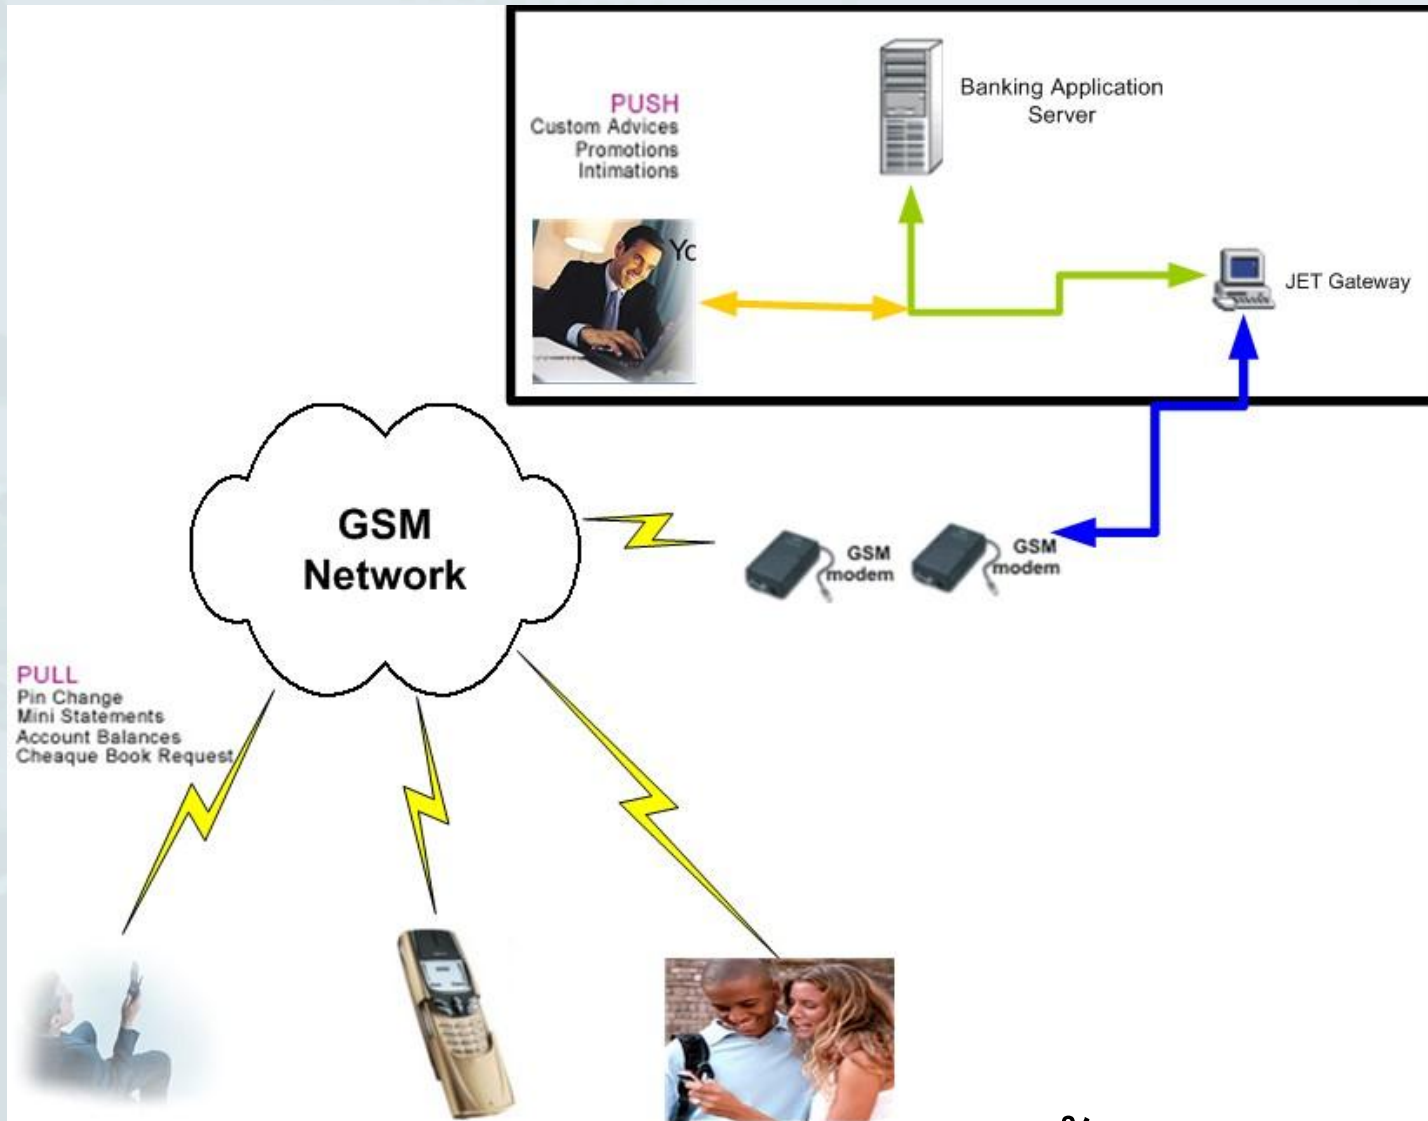 PUSH
Custom Advices
Promotions
Intimations
Banking Application
Server
Yo
JET Gateway
GSM
Network
GSM
modem
GSM
modem
PULL
Pin Change
Mini Statements
Account Balances
Cheaque Book Request